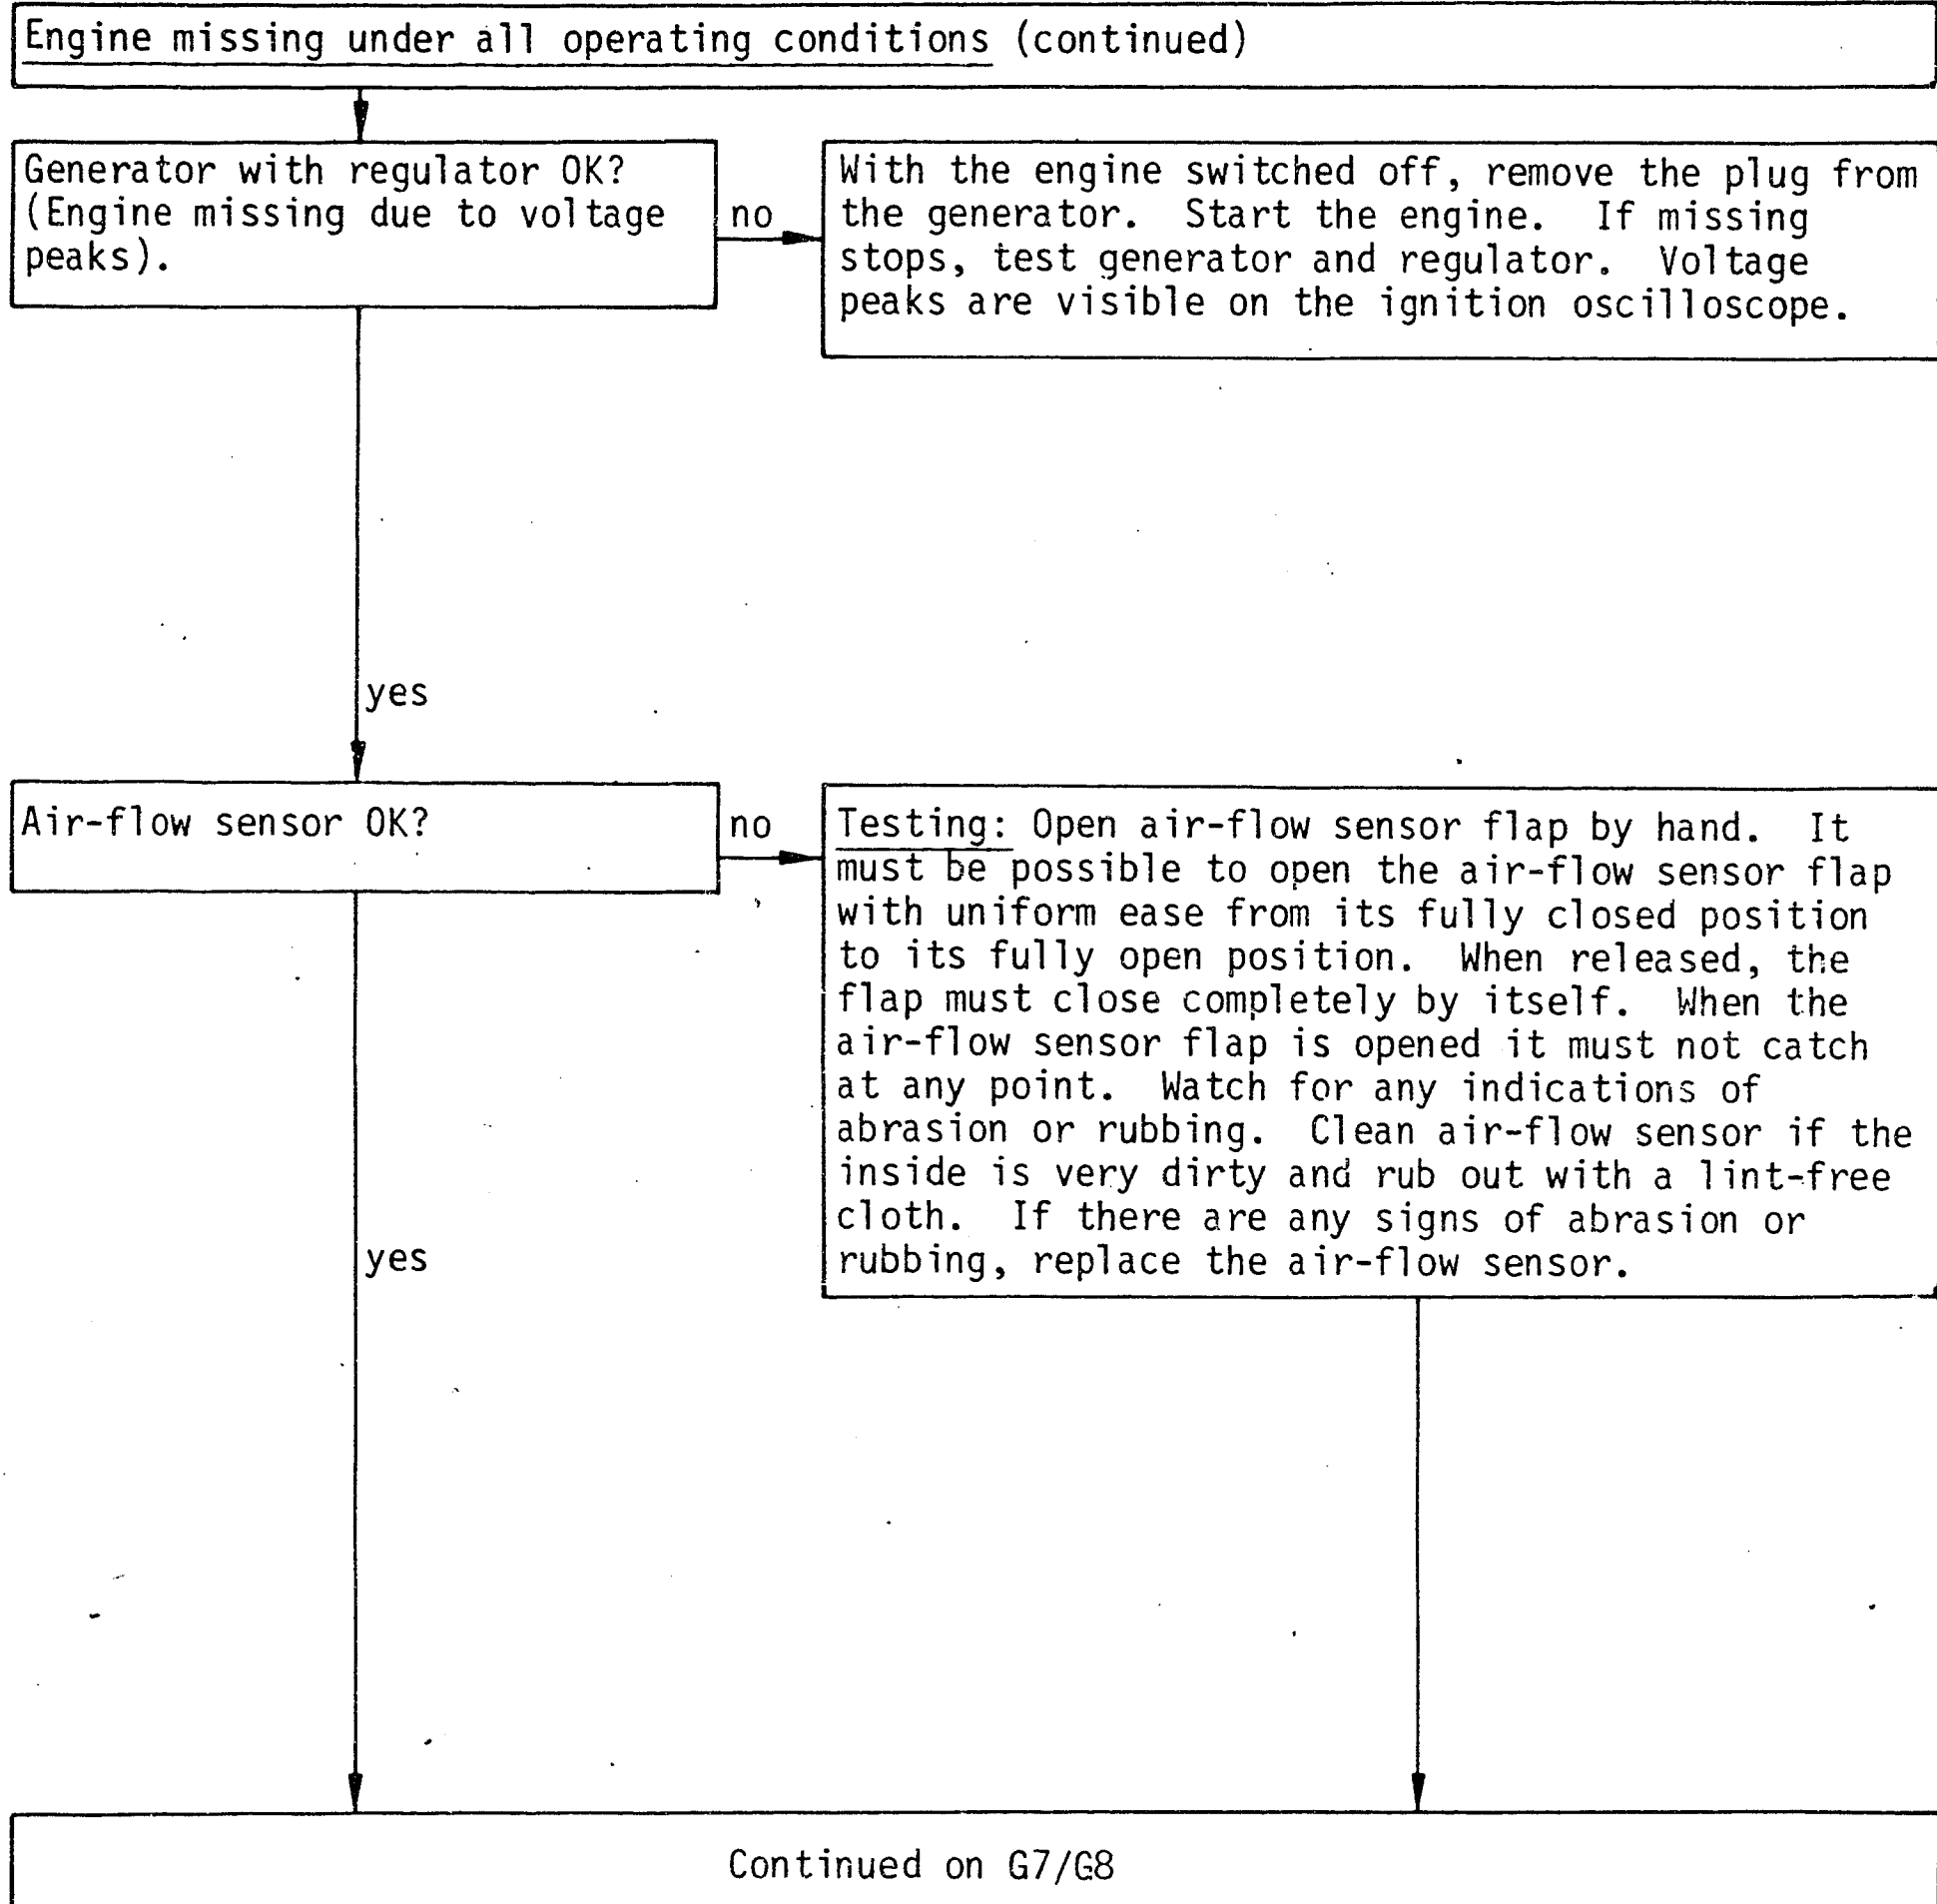 Engine missing under all operating conditions (continued)
Generator with regulator OK?
(Engine missing due to voltage
peaks).
no
With the engine switched off, remove the plug from
the generator. Start the engine. If missing
stops, test generator and regulator. Voltage
peaks are visible on the ignition oscilloscope.
yes
Air-flow sensor OK?
no
Testing: Open air-flow sensor flap by hand. It
must be possible to open the air-flow sensor flap
with uniform ease from its fully closed position
to its fully open position. When released, the
flap must close completely by itself. When the
air-flow sensor flap is opened it must not catch
at any point. Watch for any indications of
abrasion or rubbing. Clean air-flow sensor if the
inside is very dirty and rub out with a lint-free
cloth. If there are any signs of abrasion or
rubbing, replace the air-flow sensor.
yes
Continued on G7/G8